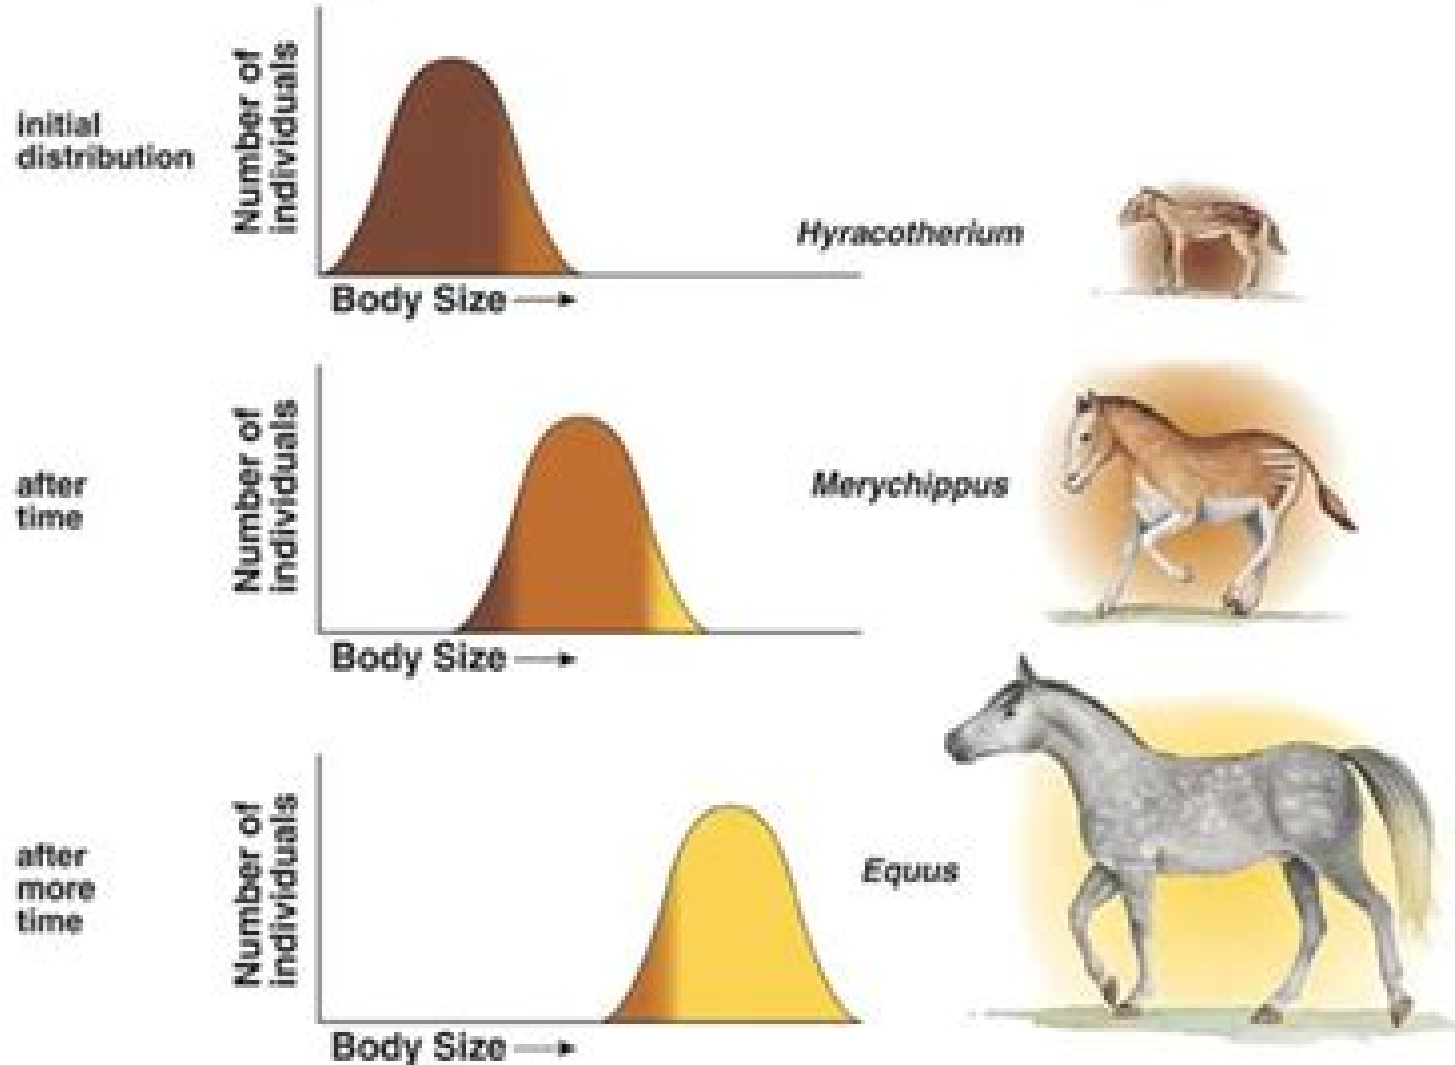 initial
distribution
Number of
individuals
Body Size
Hyracotherium
after
time
Number of
individuals
Body Size
Merychippus
after
more
time
Number of
individuals
Body Size
Equus